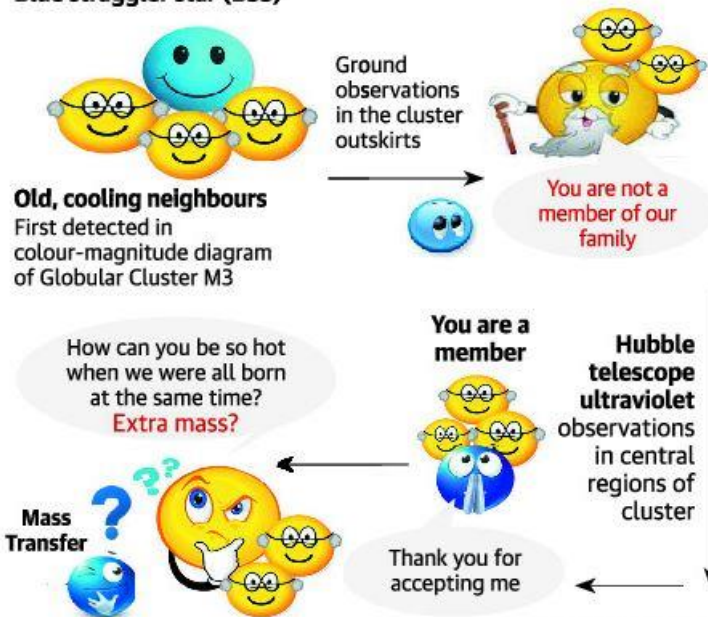 Ground
observations
in the cluster
outskirts
Old, cooling neighbours
First detected in
colour-magnitude diagram
of Globular Cluster M3
You are not a
member of our
family
You are a
member
Hubble
telescope
ultraviolet
observations
in central
regions of
cluster
Thank you for
accepting me
How can you be so hot
when we were all born
at the same time?
Extra mass?
Mass
Transfer